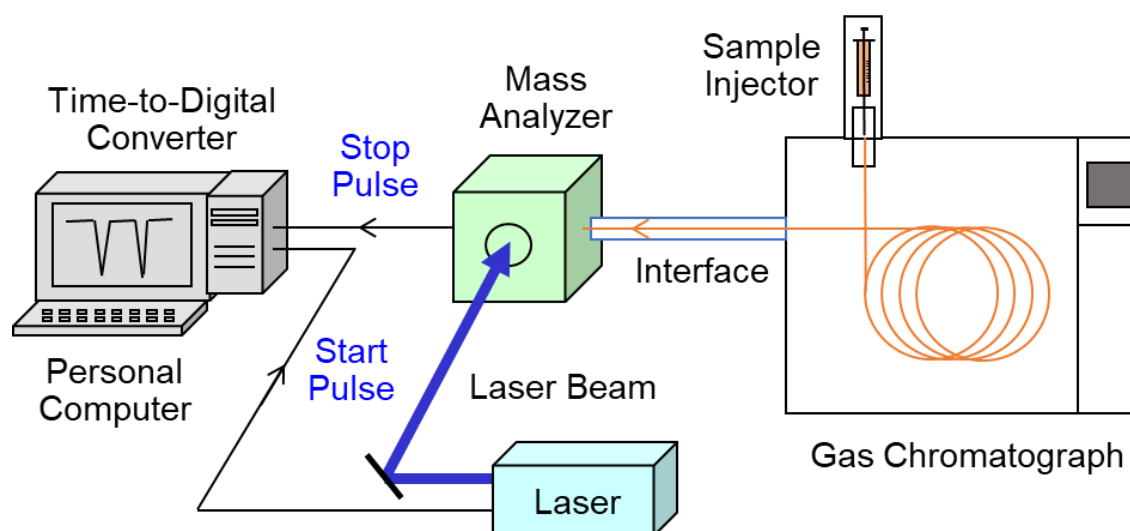 Sample
Injector
Mass
Analyzer
Time-to-Digital
Converter
Stop
Pulse
Interface
Start
Pulse
Laser Beam
Personal
Computer
Gas Chromatograph
Laser